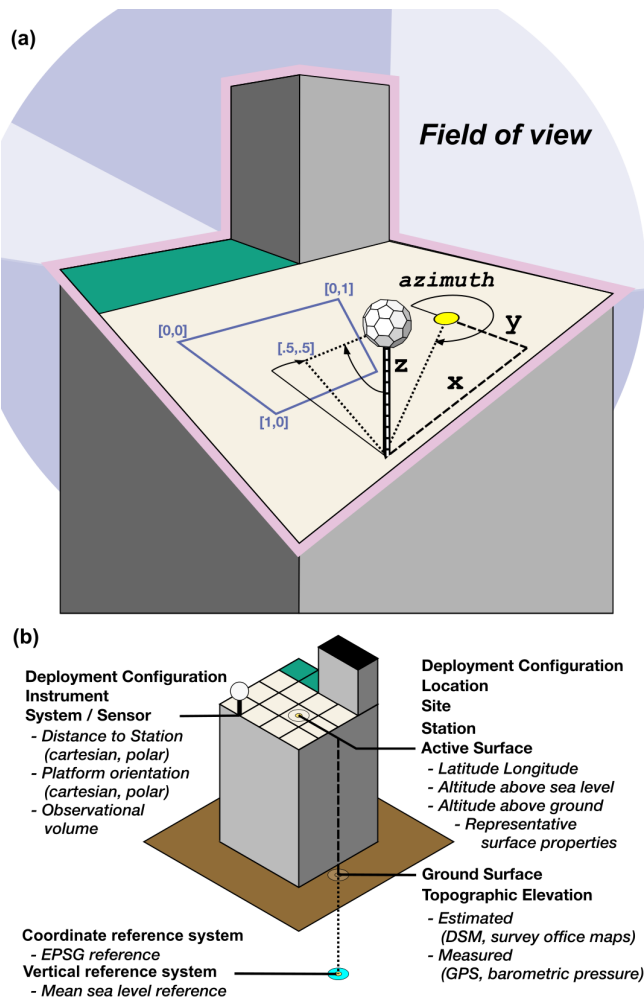 (a)
Field of view
azimuth
[0,1]
y
[0,0]
[.5,.5]
z
x
[1,0]
(b)
Deployment Configuration
Instrument
System / Sensor
- Distance to Station
(cartesian, polar)
- Platform orientation
(cartesian, polar)
- Observational
volume
Deployment Configuration
Location
Site
Station
Active Surface
- Latitude Longitude
- Altitude above sea level
- Altitude above ground
- Representative
surface properties
Ground Surface
Topographic Elevation
- Estimated
(DSM, survey office maps)
- Measured
(GPS, barometric pressure)
Coordinate reference system
- EPSG reference
Vertical reference system
- Mean sea level reference